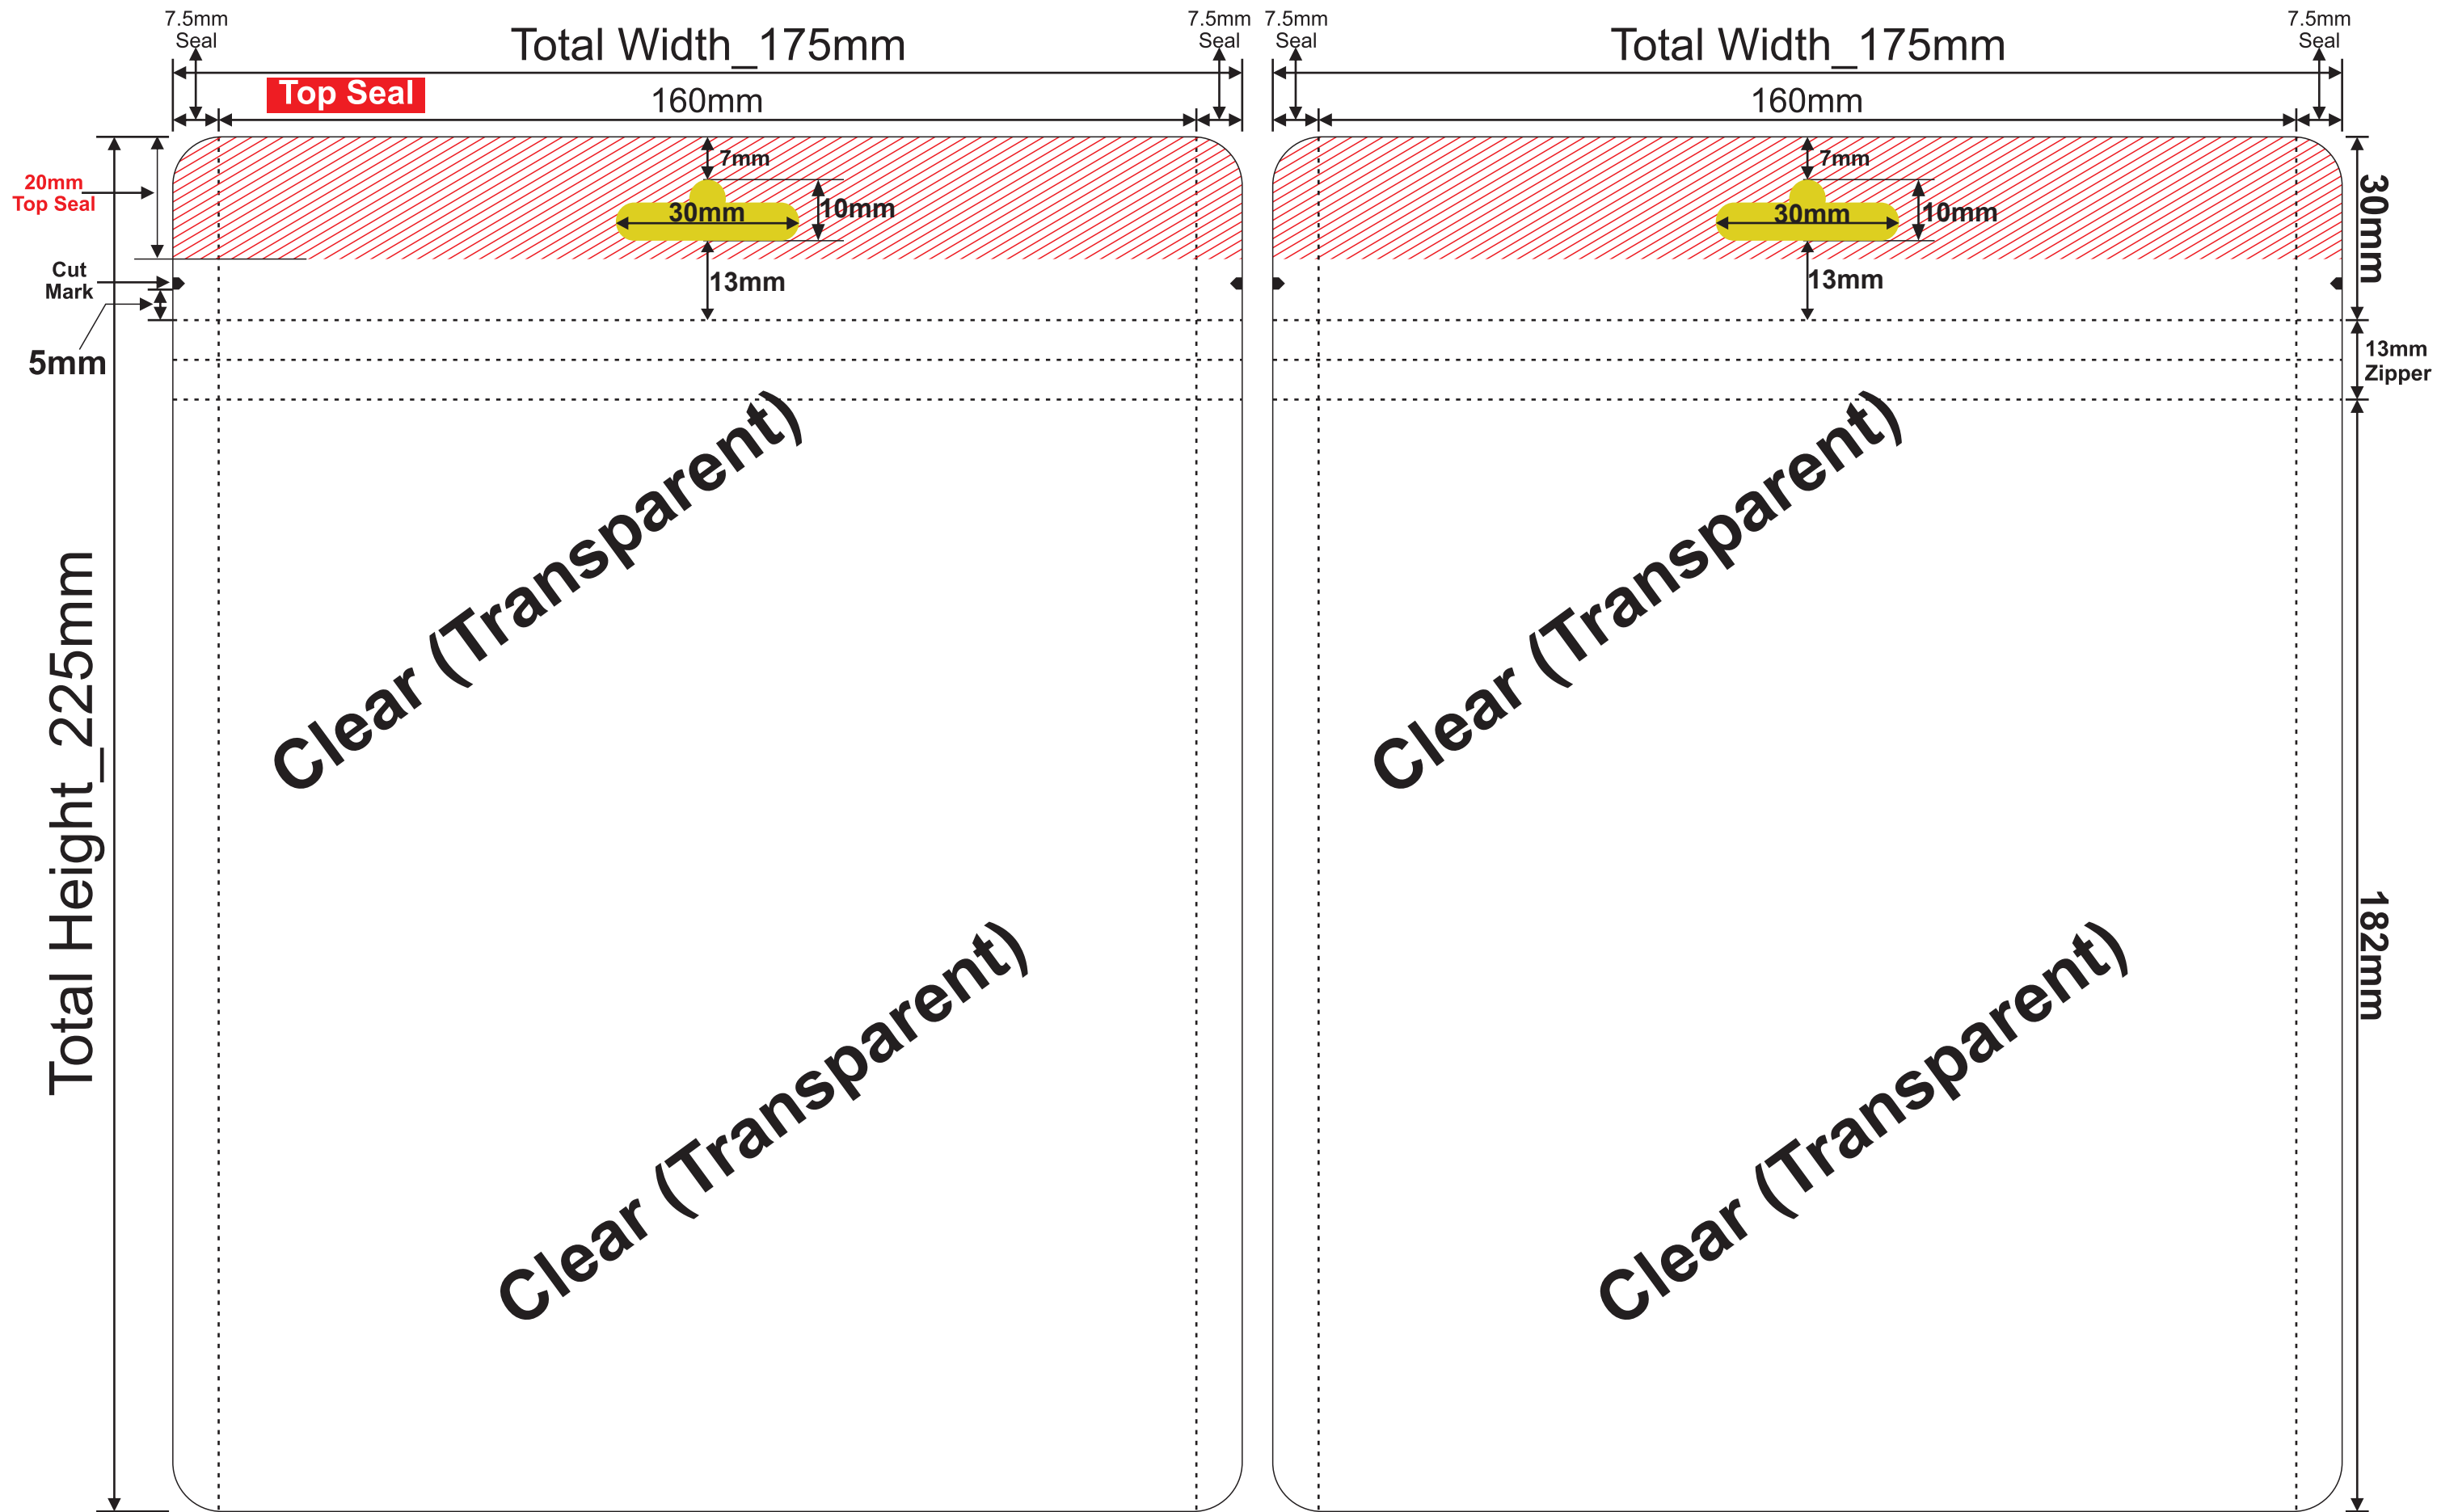 7.5mm
Seal
Total Width_175mm
7.5mm
Seal
7.5mm
Seal
Total Width_175mm
7.5mm
Seal
Top Seal
160mm
160mm
20mm
Top Seal
7mm
30mm
10mm
13mm
7mm
30mm
10mm
13mm
30mm
Cut
Mark
5mm
13mm
Zipper
Total Height_225mm
Clear (Transparent)
Clear (Transparent)
Clear (Transparent)
Clear (Transparent)
182mm